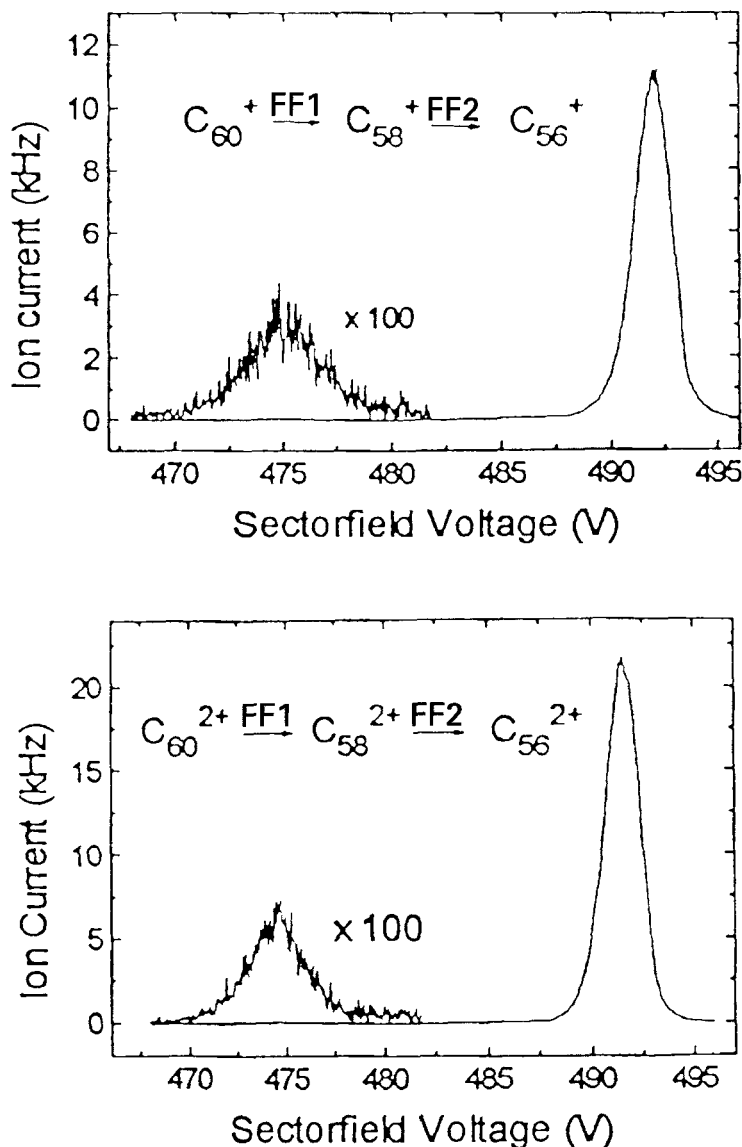 Ion current (kHz)
12
10
8
6
4
2
0
C60+ FF1 → C58+ FF2 → C56+
x 100
470 475 480 485 490 495
Sectorfield Voltage (V)
Ion Current (kHz)
20
15
10
5
0
C60 2+ FF1 → C58 2+ FF2 → C56 2+
x 100
470 475 480 485 490 495
Sectorfield Voltage (V)